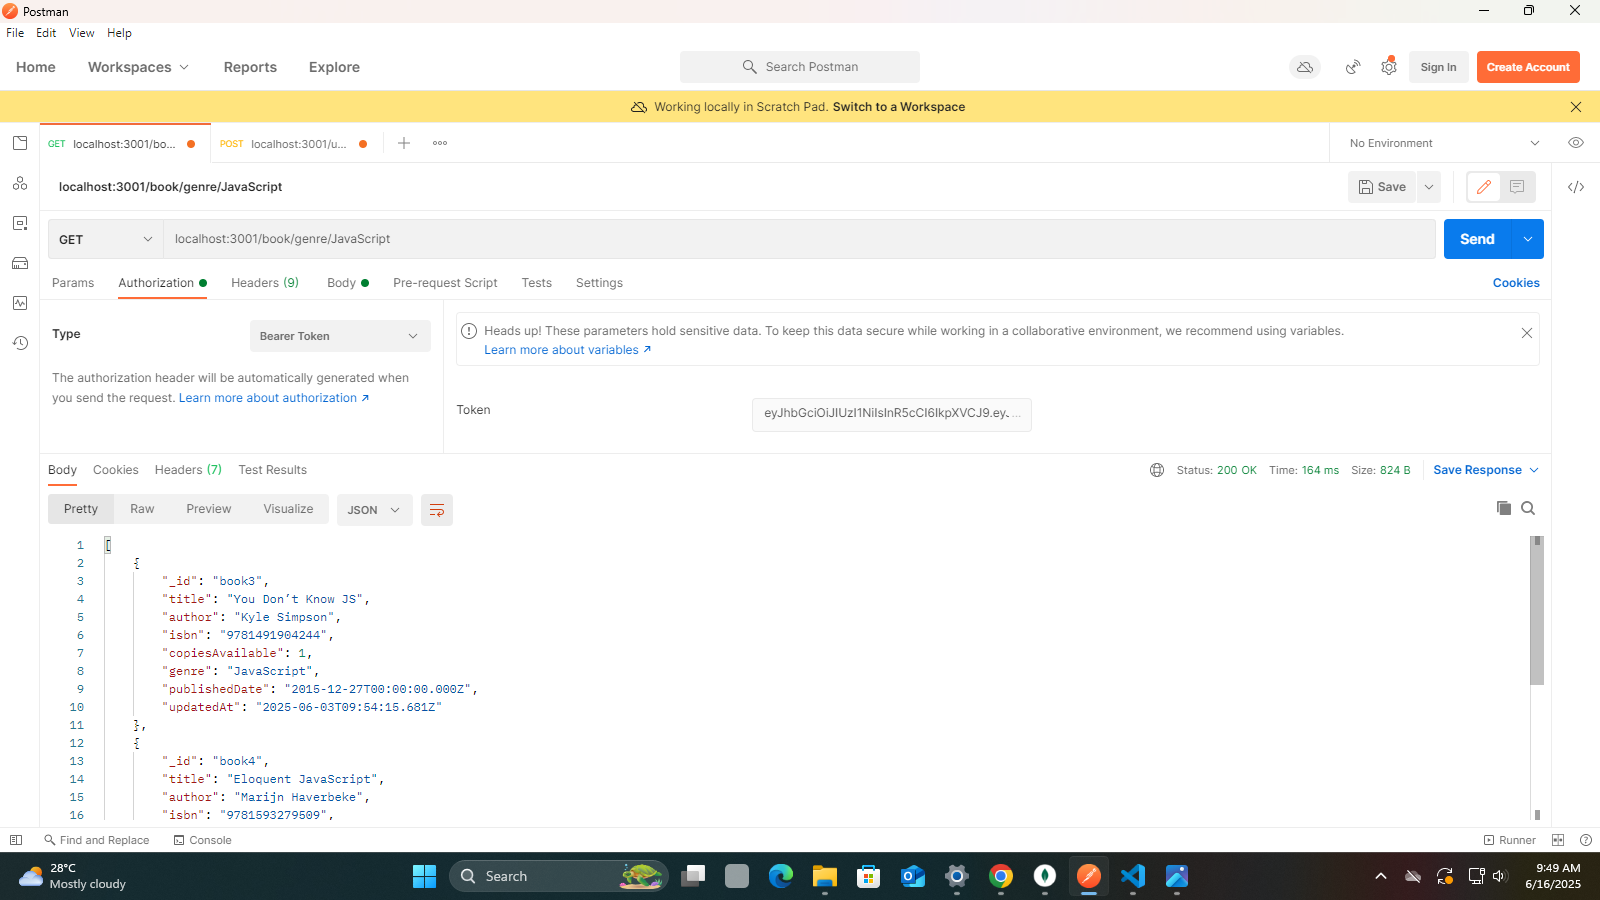 Postman
File Edit View Help
Home Workspaces Reports Explore Search Postman Sign In Create Account
Working locally in Scratch Pad. Switch to a Workspace
GET localhost:3001/bo... POST localhost:3001/u... No Environment
localhost:3001/book/genre/JavaScript Save
GET localhost:3001/book/genre/JavaScript Send
Params Authorization Headers (9) Body Pre-request Script Tests Settings Cookies
Type Bearer Token
Heads up! These parameters hold sensitive data. To keep this data secure while working in a collaborative environment, we recommend using variables.
Learn more about variables ↗
The authorization header will be automatically generated when
you send the request. Learn more about authorization ↗
Token eyJhbGciOiJIUzI1NiIsInR5cCI6IkpXVCJ9.eyJ...
Body Cookies Headers (7) Test Results Status: 200 OK Time: 164 ms Size: 824 B Save Response
Pretty Raw Preview Visualize JSON
1 [
2 {
3 "_id": "book3",
4 "title": "You Don’t Know JS",
5 "author": "Kyle Simpson",
6 "isbn": "9781491904244",
7 "copiesAvailable": 1,
8 "genre": "JavaScript",
9 "publishedDate": "2015-12-27T00:00:00.000Z",
10 "updatedAt": "2025-06-03T09:54:15.681Z"
11 },
12 {
13 "_id": "book4",
14 "title": "Eloquent JavaScript",
15 "author": "Marijn Haverbeke",
16 "isbn": "9781593279509",
Find and Replace Console Runner
28°C
Mostly cloudy
Search
9:49 AM
6/16/2025